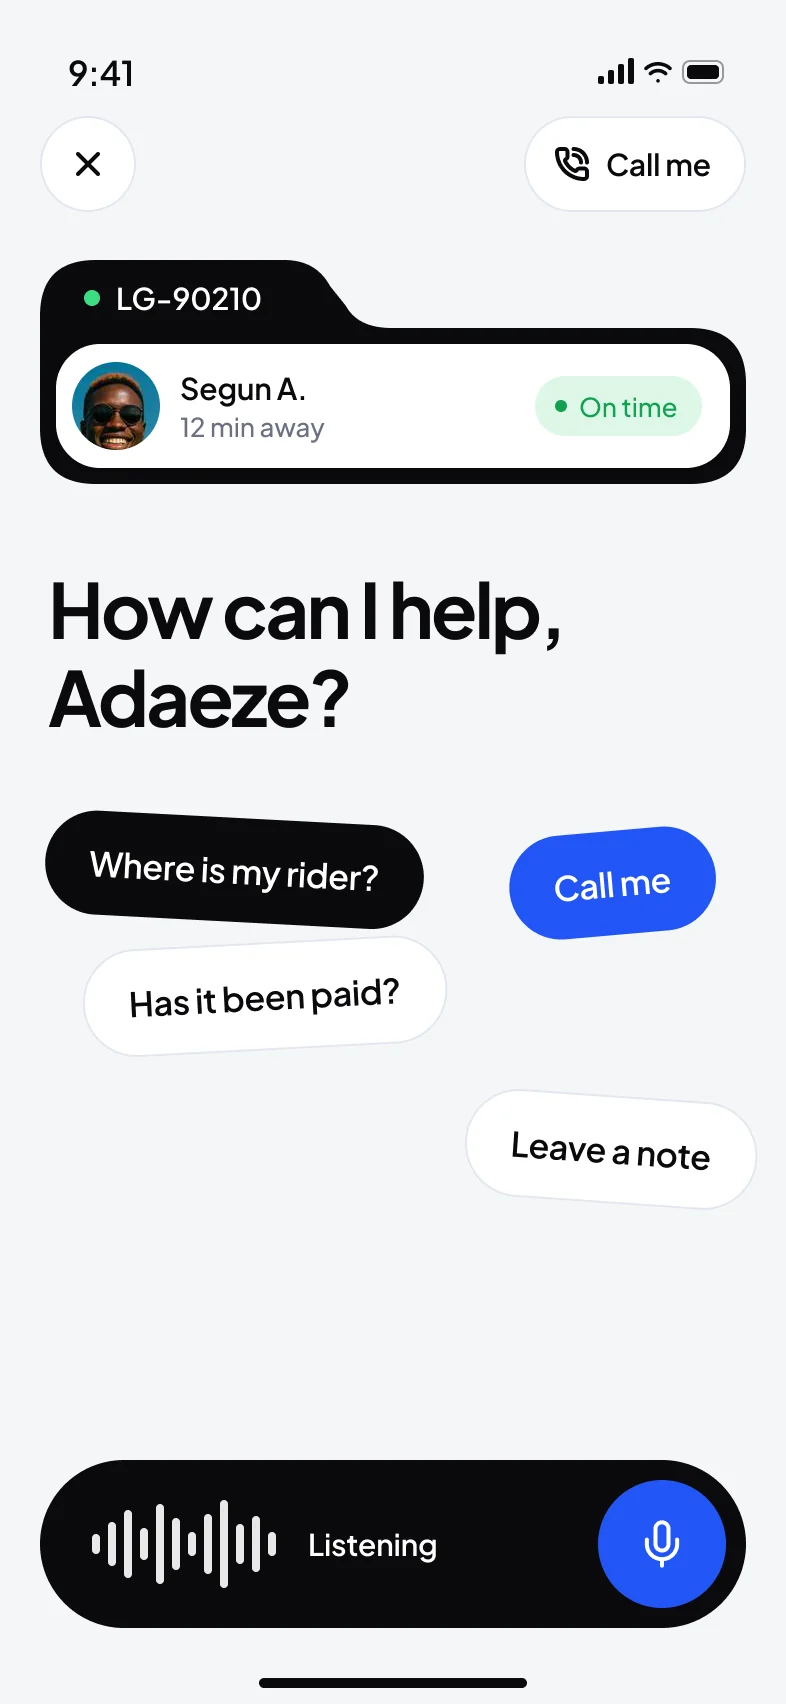 9:41
Call me
LG-90210
Segun A.
12 min away
On time
How can I help,
Adaeze?
Where is my rider?
Call me
Has it been paid?
Leave a note
Listening